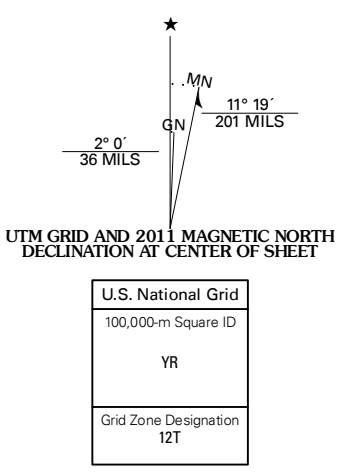 ★
MN
GN
11° 19´
201 MILS
2° 0´
36 MILS
UTM GRID AND 2011 MAGNETIC NORTH
DECLINATION AT CENTER OF SHEET
U.S. National Grid
100,000-m Square ID
YR
Grid Zone Designation
12T